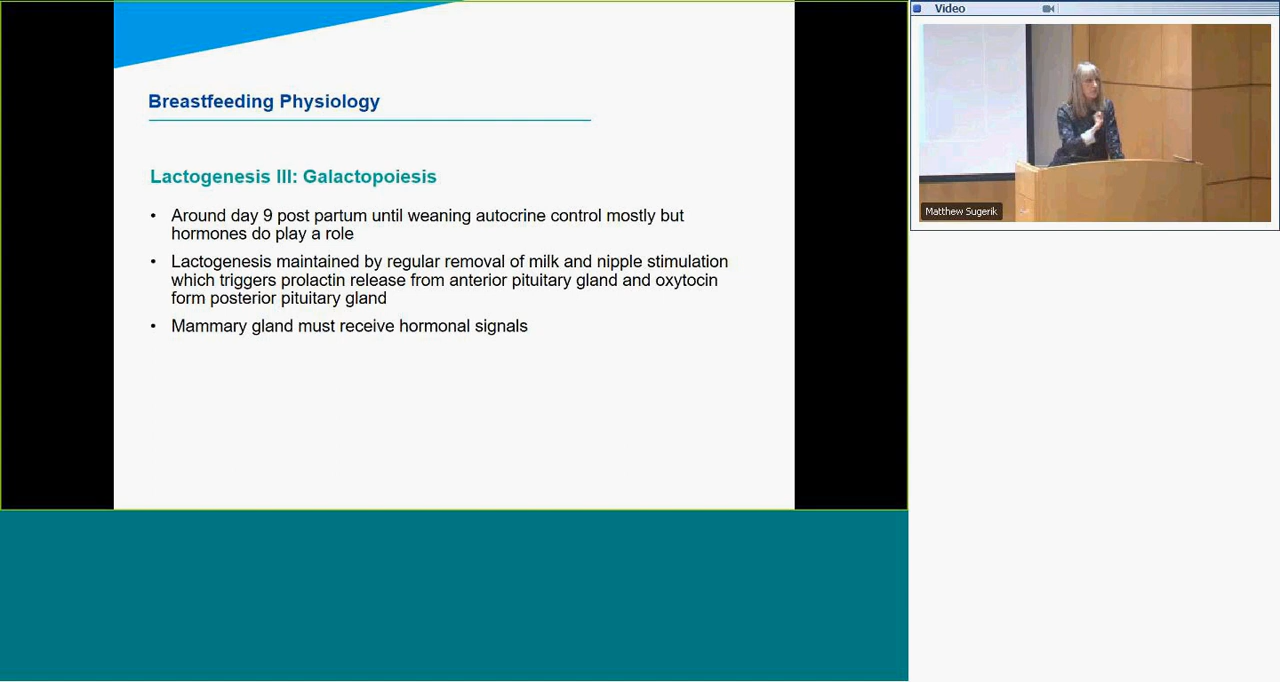 Breastfeeding Physiology
Lactogenesis III: Galactopoiesis
• Around day 9 post partum until weaning autocrine control mostly but
hormones do play a role
• Lactogenesis maintained by regular removal of milk and nipple stimulation
which triggers prolactin release from anterior pituitary gland and oxytocin
form posterior pituitary gland
• Mammary gland must receive hormonal signals
Video
Matthew Sugerik